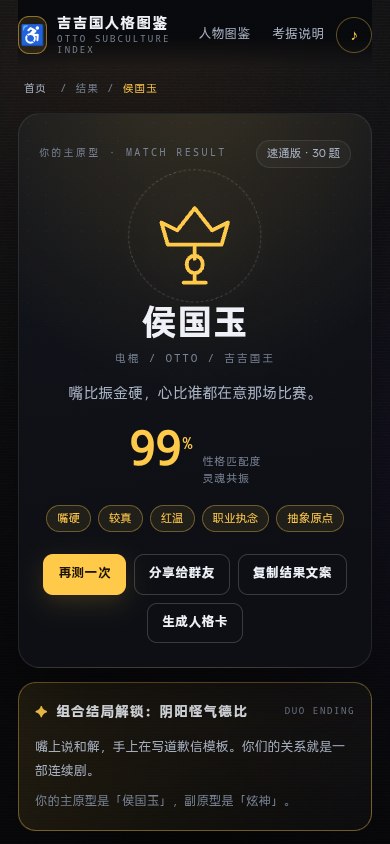 吉吉国人格图鉴
OTTO SUBCULTURE
INDEX
人物图鉴
考据说明
♪
首页 / 结果 / 侯国玉
你的主原型 · MATCH RESULT
速通版 · 30 题
侯国玉
电棍 / OTTO / 吉吉国王
嘴比振金硬，心比谁都在意那场比赛。
99%
性格匹配度
灵魂共振
嘴硬
较真
红温
职业执念
抽象原点
再测一次
分享给群友
复制结果文案
生成人格卡
✦ 组合结局解锁：阴阳怪气德比
DUO ENDING
嘴上说和解，手上在写道歉信模板。你们的关系就是一
部连续剧。
你的主原型是「侯国玉」，副原型是「炫神」。